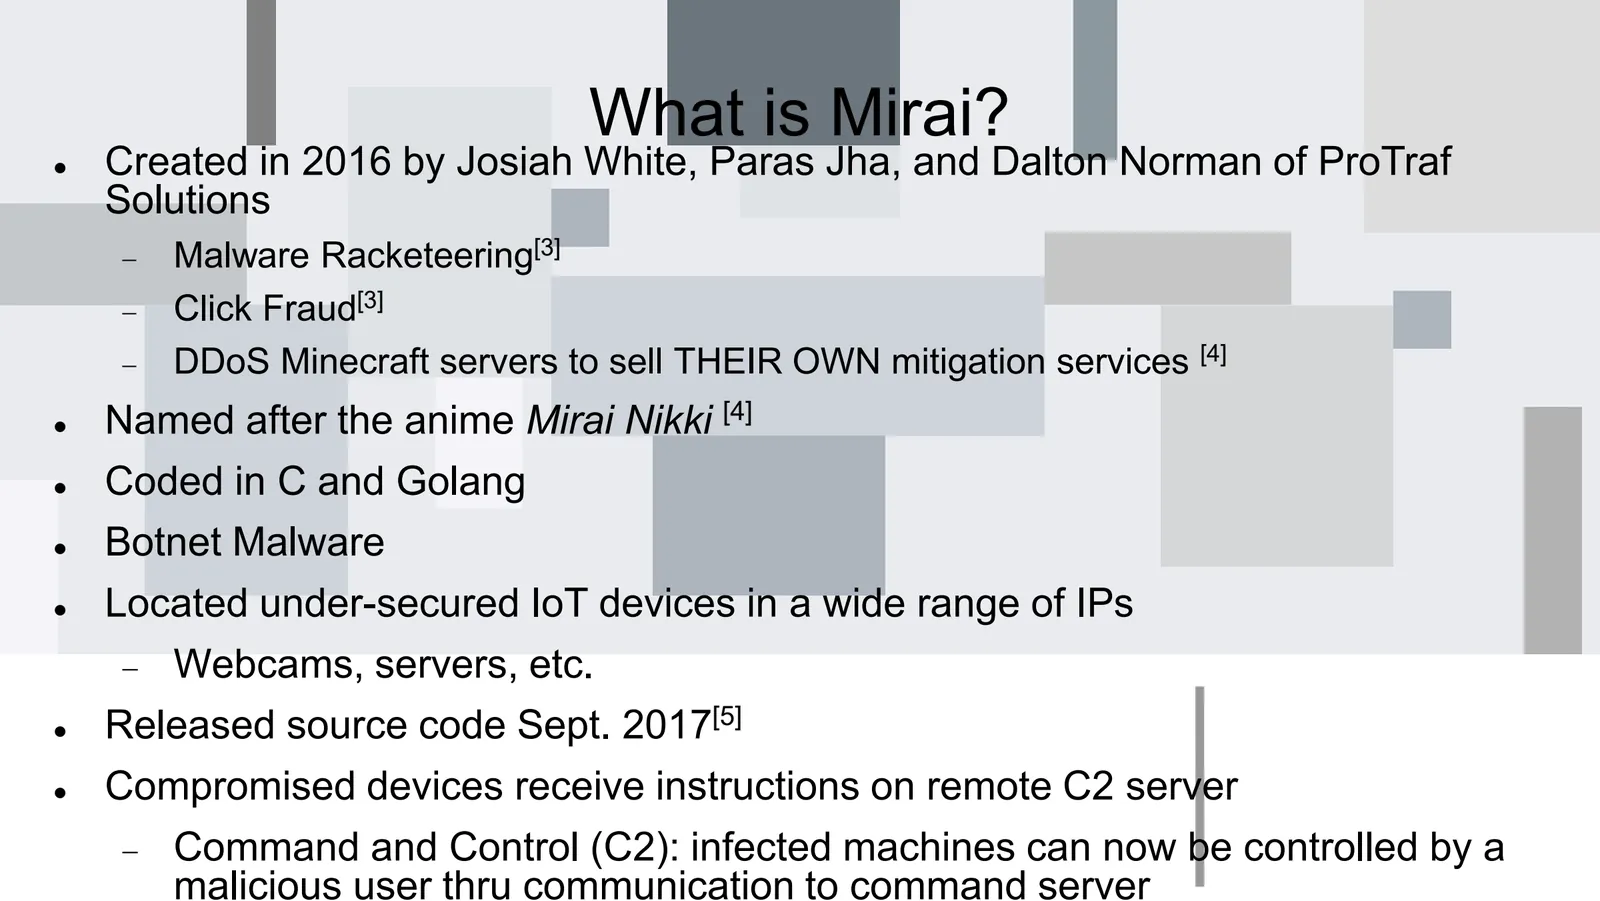 What is Mirai?
● Created in 2016 by Josiah White, Paras Jha, and Dalton Norman of ProTraf
Solutions
– Malware Racketeering[3]
– Click Fraud[3]
– DDoS Minecraft servers to sell THEIR OWN mitigation services [4]
● Named after the anime Mirai Nikki [4]
● Coded in C and Golang
● Botnet Malware
● Located under-secured IoT devices in a wide range of IPs
– Webcams, servers, etc.
● Released source code Sept. 2017[5]
● Compromised devices receive instructions on remote C2 server
– Command and Control (C2): infected machines can now be controlled by a
malicious user thru communication to command server